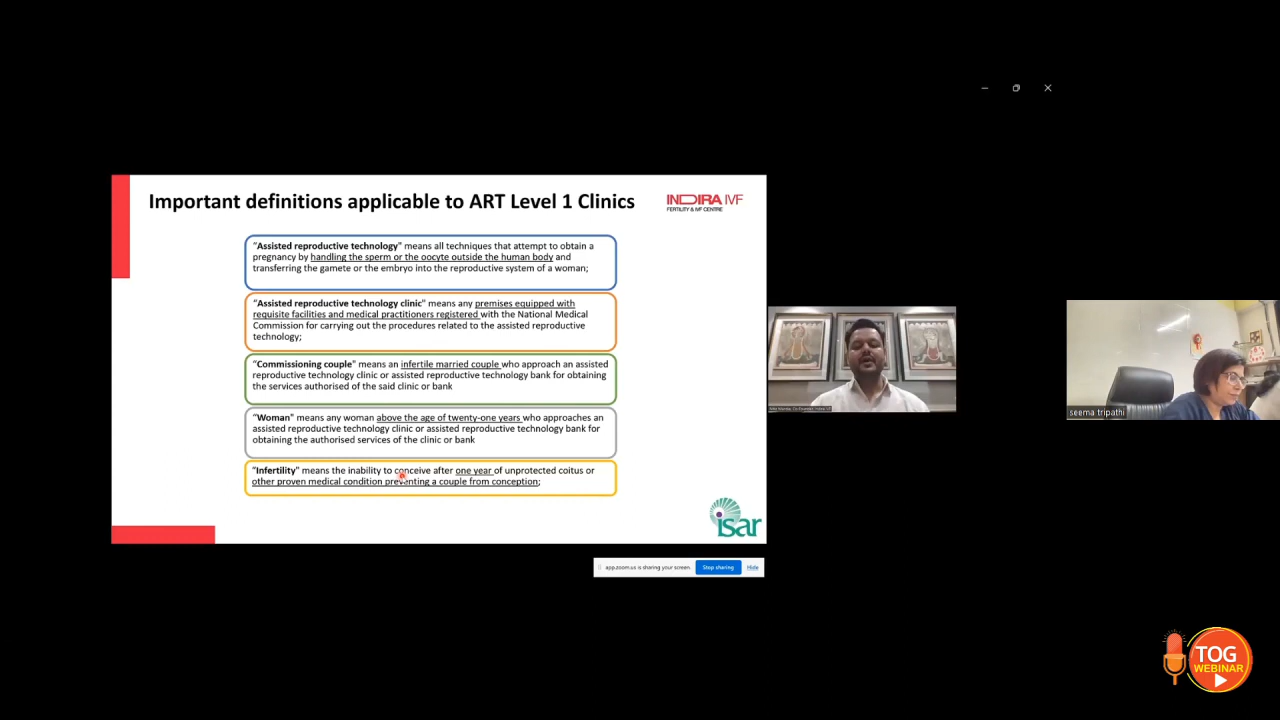 Important definitions applicable to ART Level 1 Clinics
INDIRA IVF
FERTILITY & IVF CENTRE
"Assisted reproductive technology" means all techniques that attempt to obtain a
pregnancy by handling the sperm or the oocyte outside the human body and
transferring the gamete or the embryo into the reproductive system of a woman;
"Assisted reproductive technology clinic" means any premises equipped with
requisite facilities and medical practitioners registered with the National Medical
Commission for carrying out the procedures related to the assisted reproductive
technology;
"Commissioning couple" means an infertile married couple who approach an assisted
reproductive technology clinic or assisted reproductive technology bank for obtaining
the services authorised of the said clinic or bank
"Woman" means any woman above the age of twenty-one years who approaches an
assisted reproductive technology clinic or assisted reproductive technology bank for
obtaining the authorised services of the clinic or bank
"Infertility" means the inability to conceive after one year of unprotected coitus or
other proven medical condition preventing a couple from conception;
isar
seema tripathi
app.zoom.us is sharing your screen.
Stop sharing
Hide
TOG
WEBINAR